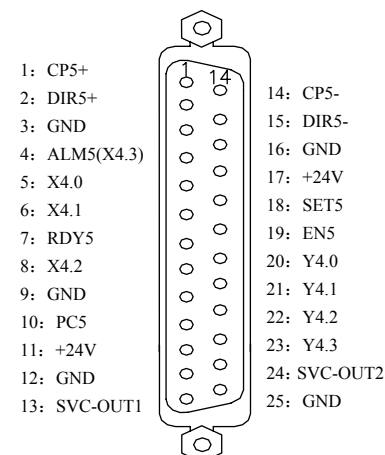 1 14
1: CP5+
2: DIR5+
3: GND
4: ALM5(X4.3)
5: X4.0
6: X4.1
7: RDY5
8: X4.2
9: GND
10: PC5
11: +24V
12: GND
13: SVC-OUT1
14: CP5-
15: DIR5-
16: GND
17: +24V
18: SET5
19: EN5
20: Y4.0
21: Y4.1
22: Y4.2
23: Y4.3
24: SVC-OUT2
25: GND